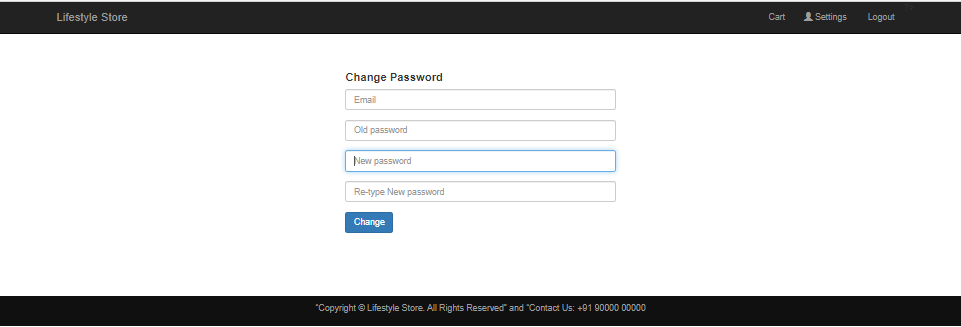 Lifestyle Store
Cart
Settings
Logout
Change Password
Email
Old password
New password
Re-type New password
Change
"Copyright © Lifestyle Store. All Rights Reserved" and "Contact Us: +91 90000 00000